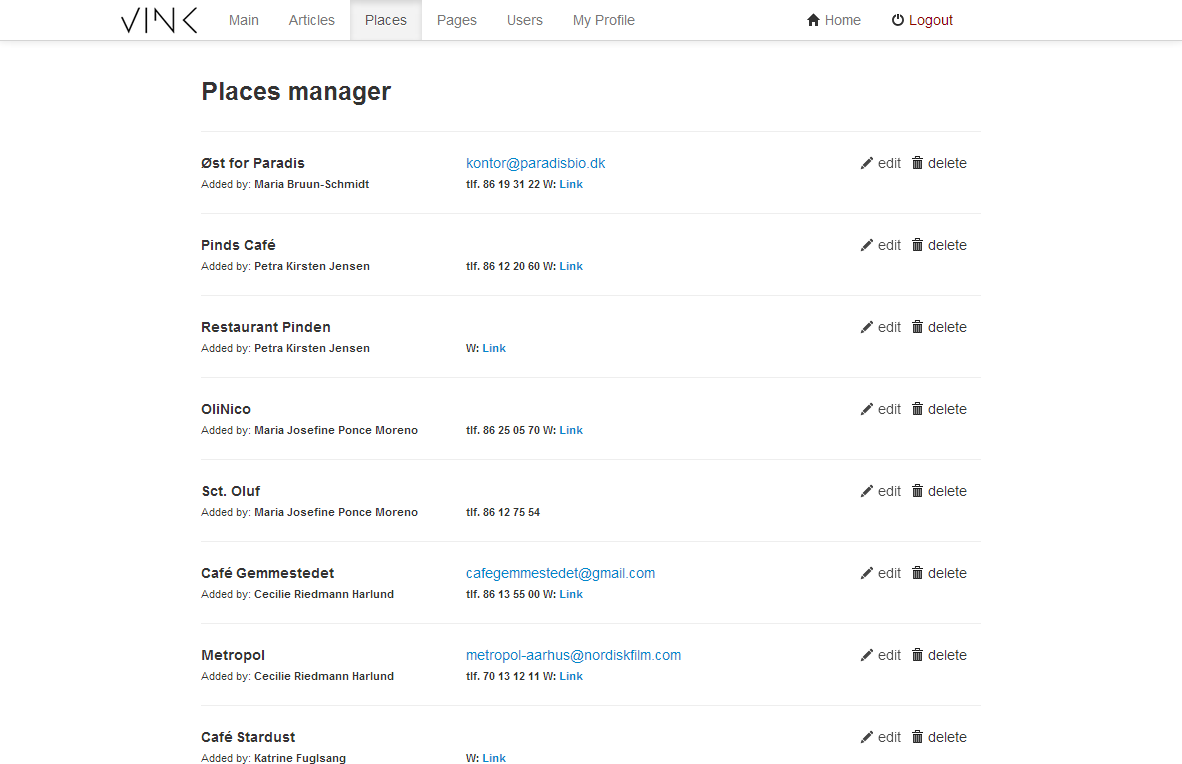 VINK Main Articles Places Pages Users My Profile Home Logout
Places manager
Øst for Paradis kontor@paradisbio.dk edit delete
Added by: Maria Bruun-Schmidt tlf. 86 19 31 22 W: Link
Pinds Café edit delete
Added by: Petra Kirsten Jensen tlf. 86 12 20 60 W: Link
Restaurant Pinden edit delete
Added by: Petra Kirsten Jensen W: Link
OliNico edit delete
Added by: Maria Josefine Ponce Moreno tlf. 86 25 05 70 W: Link
Sct. Oluf edit delete
Added by: Maria Josefine Ponce Moreno tlf. 86 12 75 54
Café Gemmestedet cafegemmestedet@gmail.com edit delete
Added by: Cecilie Riedmann Harlund tlf. 86 13 55 00 W: Link
Metropol metropol-aarhus@nordiskfilm.com edit delete
Added by: Cecilie Riedmann Harlund tlf. 70 13 12 11 W: Link
Café Stardust edit delete
Added by: Katrine Fuglsang W: Link